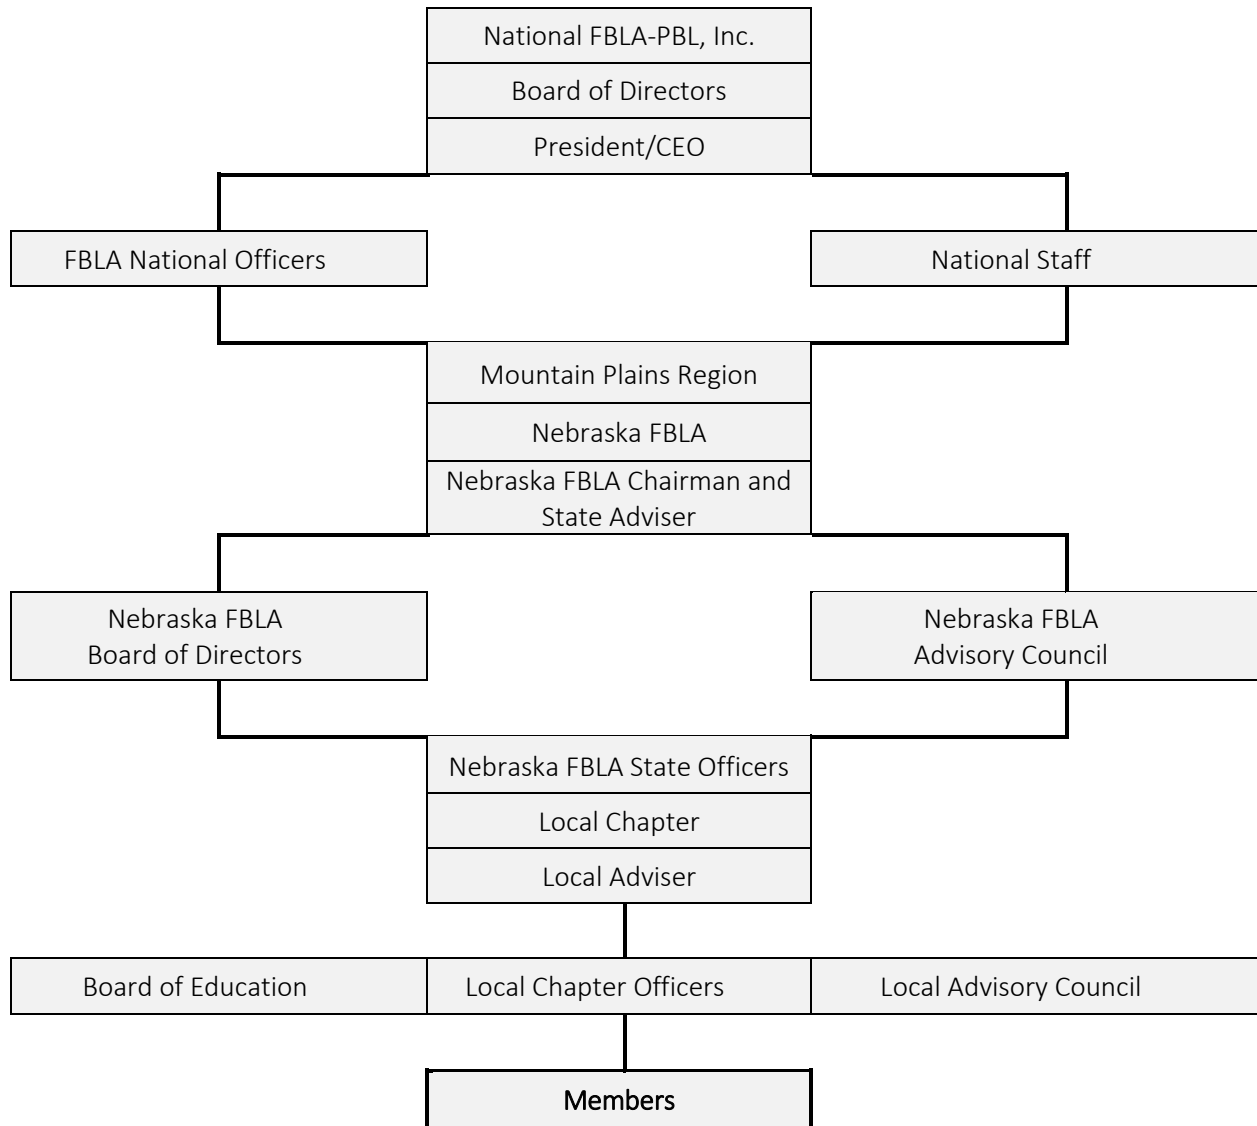 National FBLA-PBL, Inc.
Board of Directors
President/CEO
FBLA National Officers
National Staff
Mountain Plains Region
Nebraska FBLA
Nebraska FBLA Chairman and
State Adviser
Nebraska FBLA
Board of Directors
Nebraska FBLA
Advisory Council
Nebraska FBLA State Officers
Local Chapter
Local Adviser
Board of Education
Local Chapter Officers
Local Advisory Council
Members